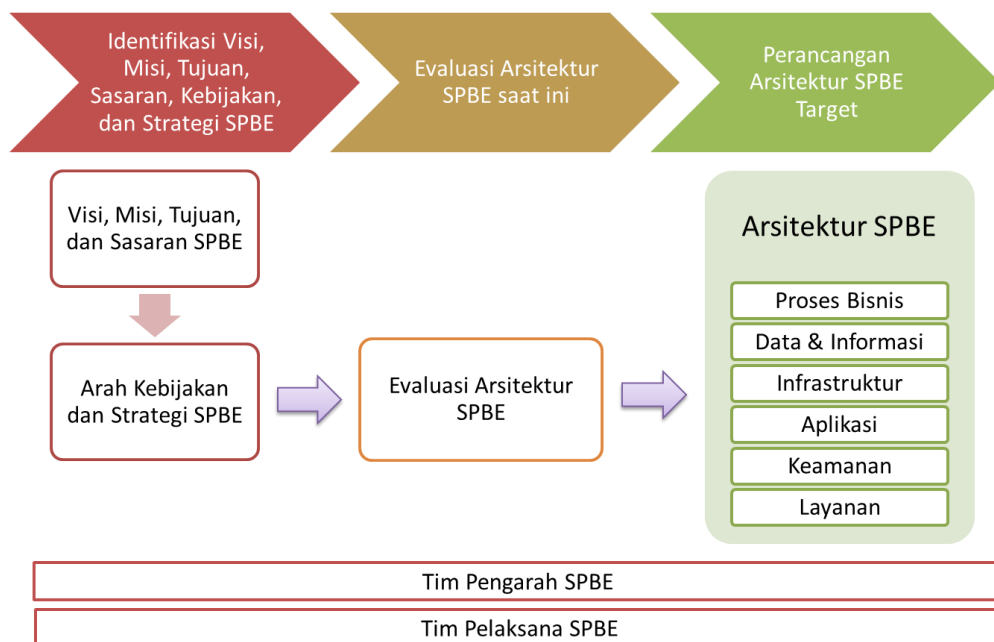 Identifikasi Visi,
Misi, Tujuan,
Sasaran, Kebijakan,
dan Strategi SPBE
Evaluasi Arsitektur
SPBE saat ini
Perancangan
Arsitektur SPBE
Target
Visi, Misi, Tujuan,
dan Sasaran SPBE
Arah Kebijakan
dan Strategi SPBE
Evaluasi Arsitektur
SPBE
Arsitektur SPBE
Proses Bisnis
Data & Informasi
Infrastruktur
Aplikasi
Keamanan
Layanan
Tim Pengarah SPBE
Tim Pelaksana SPBE